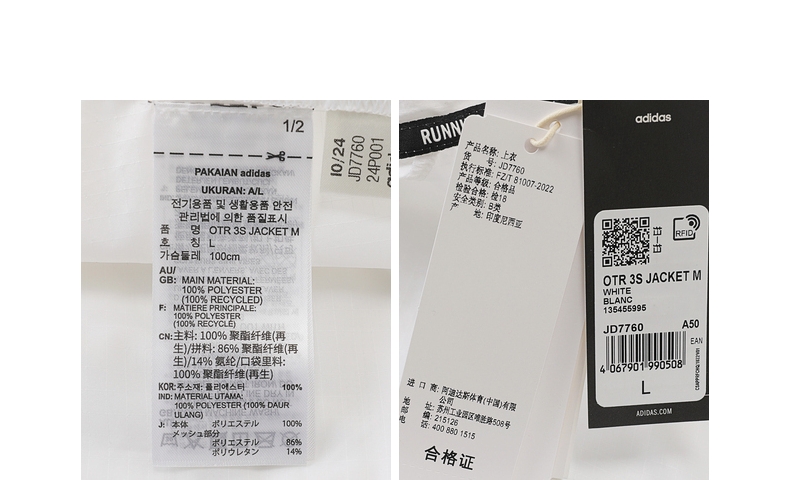 1/2
PAKAIAN adidas
UKURAN: A/L
전기용품 및 생활용품 안전
관리법에 의한 품질표시
품 명 OTR 3S JACKET M
호 칭 L
가슴둘레 100cm
AU/
GB: MAIN MATERIAL:
100% POLYESTER
(100% RECYCLED)
F: MATIERE PRINCIPALE:
100% POLYESTER
(100% RECYCLÉ)
CN: 主料: 100% 聚酯纤维(再
生)/拼料: 86% 聚酯纤维(再
生)/14% 氨纶/口袋里料:
100% 聚酯纤维(再生)
KOR: 주소재: 폴리에스터 100%
IND: MATERIAL UTAMA:
100% POLYESTER (100% DAUR
ULANG)
J: 本体 ポリエステル 100%
メッシュ部分
ポリエステル 86%
ポリウレタン 14%
10/24
JD7760
24P001
RUNN
产品名称: 上衣
货 号: JD7760
执行标准: FZ/T 81007-2022
产品等级: 合格品
检验合格: 检18
安全类别: B类
产 地: 印度尼西亚
进 口 商: 阿迪达斯体育(中国)有限
公司
地 址: 苏州工业园区唯胜路508号
邮 编: 215126
电 话: 400 880 1515
合格证
adidas
RFID
OTR 3S JACKET M
WHITE
BLANC
135455995
JD7760 A50
EAN
4 067901 990508
L
ADIDAS.COM